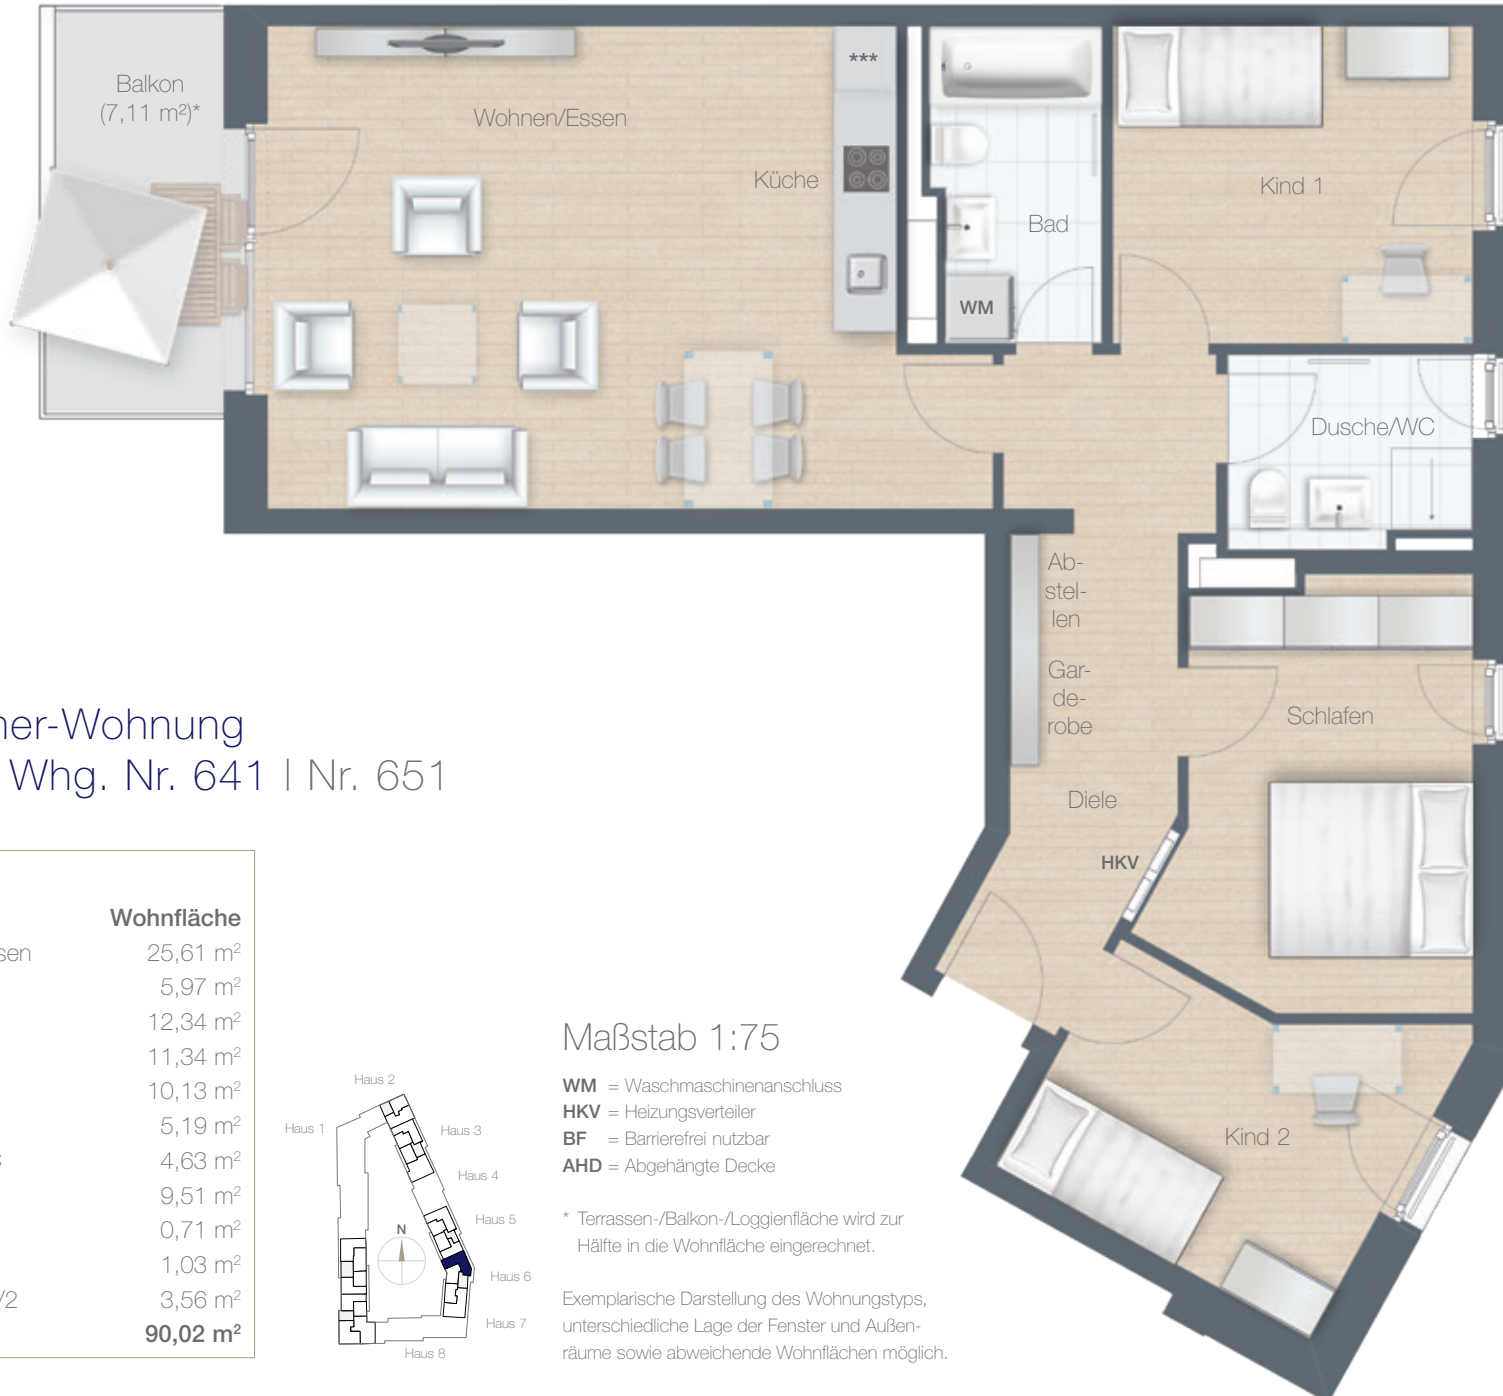 Balkon
(7,11 m²)*
Wohnen/Essen
***
Küche
Bad
WM
Kind 1
Dusche/WC
Ab-
stel-
len
Gar-
de-
robe
Schlafen
Diele
HKV
Kind 2
ner-Wohnung
Whg. Nr. 641 | Nr. 651
Wohnfläche
sen 25,61 m²
5,97 m²
12,34 m²
11,34 m²
10,13 m²
5,19 m²
4,63 m²
9,51 m²
0,71 m²
1,03 m²
/2 3,56 m²
90,02 m²
Haus 2
Haus 1
Haus 3
Haus 4
Haus 5
N
Haus 6
Haus 7
Haus 8
Maßstab 1:75
WM = Waschmaschinenanschluss
HKV = Heizungsverteiler
BF = Barrierefrei nutzbar
AHD = Abgehängte Decke
* Terrassen-/Balkon-/Loggienfläche wird zur
Hälfte in die Wohnfläche eingerechnet.
Exemplarische Darstellung des Wohnungstyps,
unterschiedliche Lage der Fenster und Außen-
räume sowie abweichende Wohnflächen möglich.